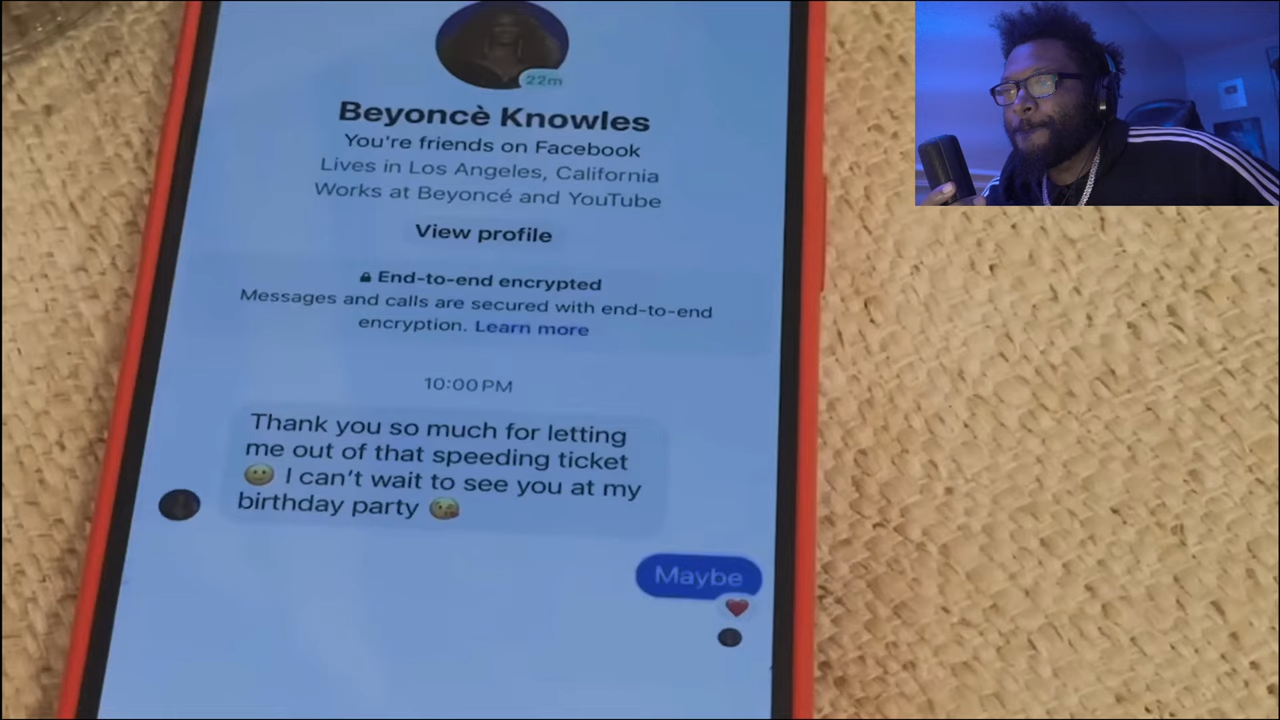 22m
Beyoncè Knowles
You're friends on Facebook
Lives in Los Angeles, California
Works at Beyoncé and YouTube
View profile
End-to-end encrypted
Messages and calls are secured with end-to-end
encryption. Learn more
10:00 PM
Thank you so much for letting
me out of that speeding ticket
🙂 I can't wait to see you at my
birthday party 😘
Maybe
❤️